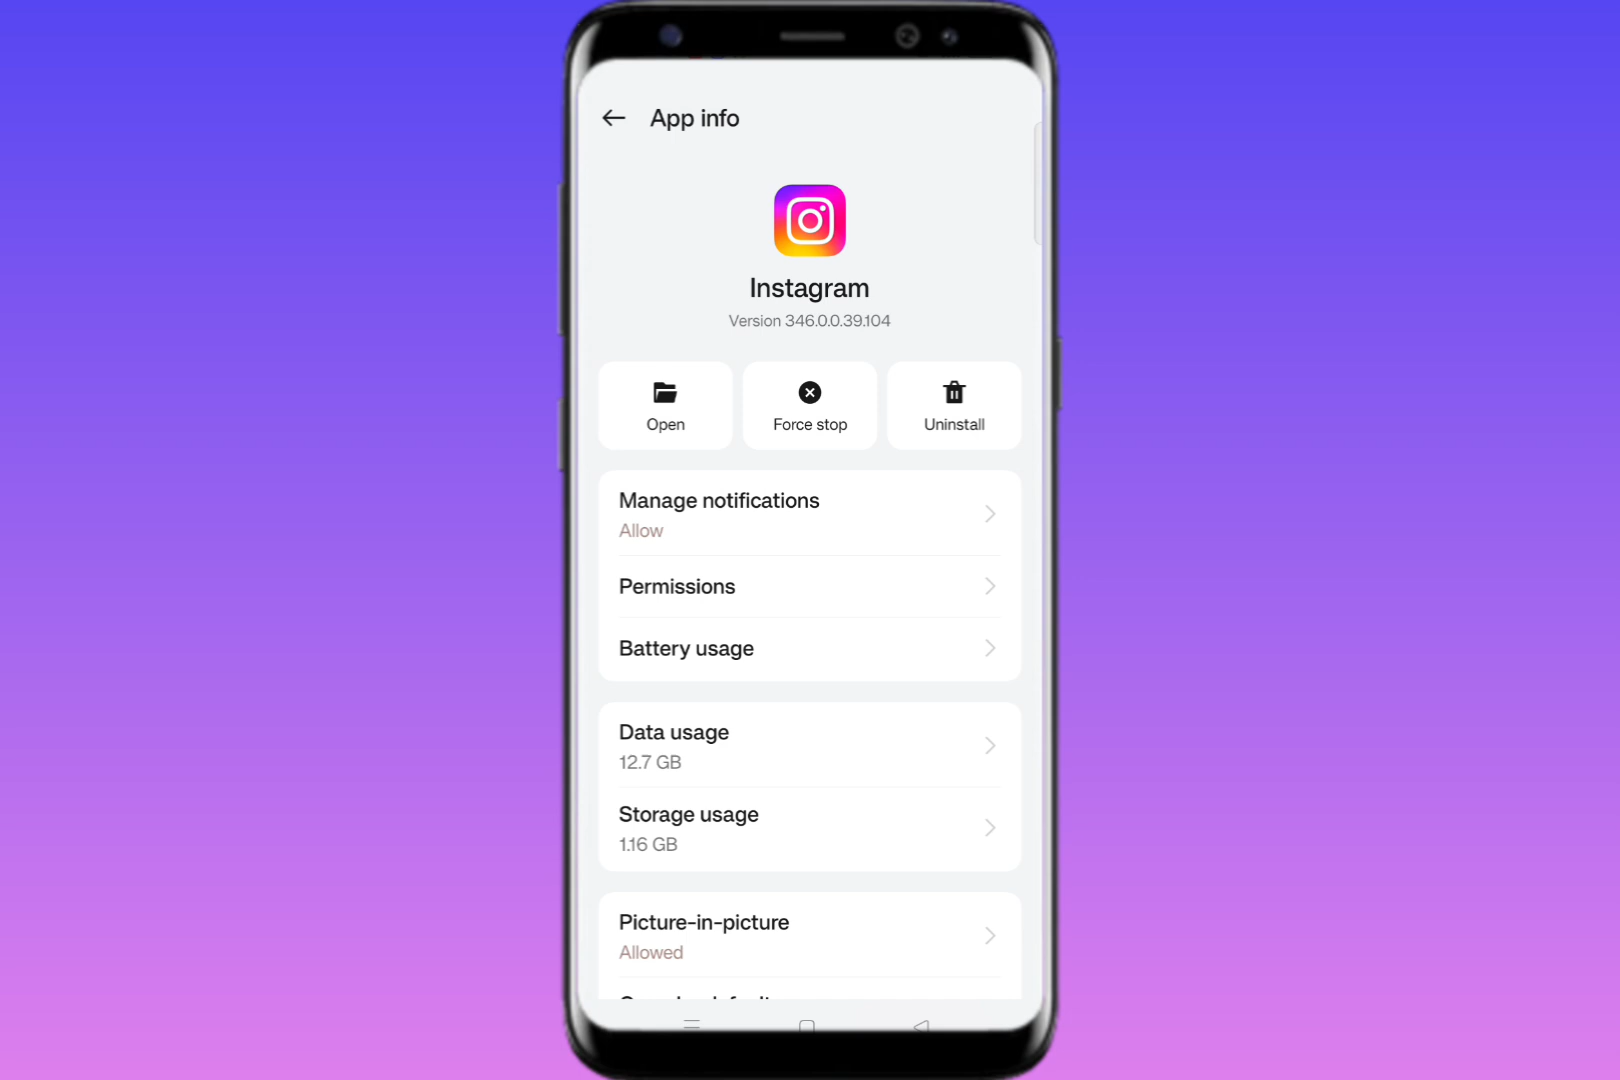 App info
Instagram
Version 346.0.0.39.104
Open
Force stop
Uninstall
Manage notifications
Allow
Permissions
Battery usage
Data usage
12.7 GB
Storage usage
1.16 GB
Picture-in-picture
Allowed